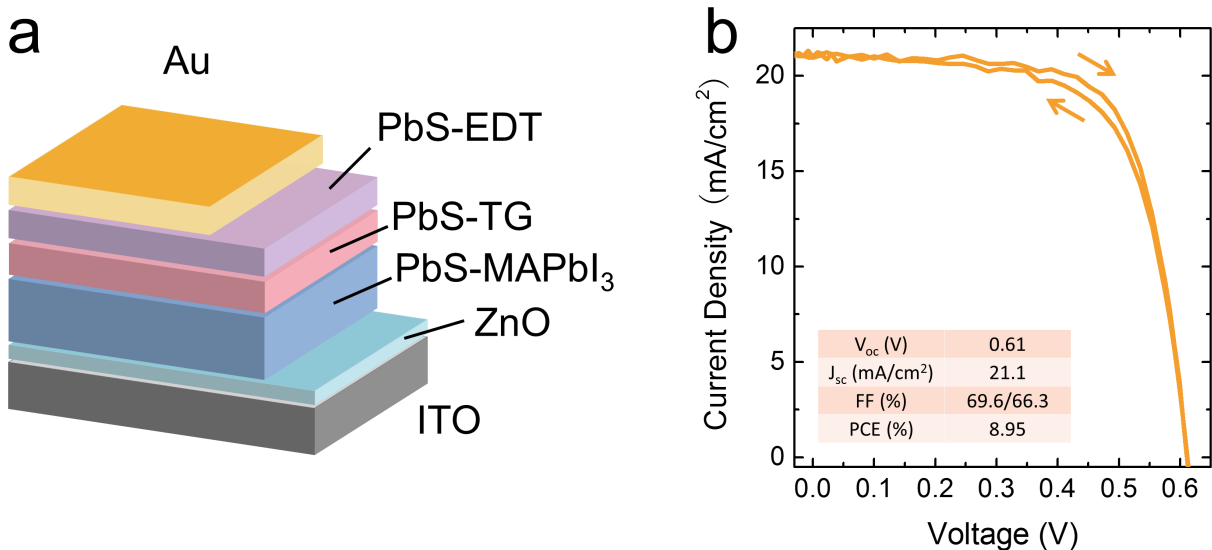 a
Au
PbS-EDT
PbS-TG
PbS-MAPbI₃
ZnO
ITO
b
Current Density (mA/cm²)
20
15
10
5
0
V_oc (V) 0.61
J_sc (mA/cm²) 21.1
FF (%) 69.6/66.3
PCE (%) 8.95
0.0 0.1 0.2 0.3 0.4 0.5 0.6
Voltage (V)